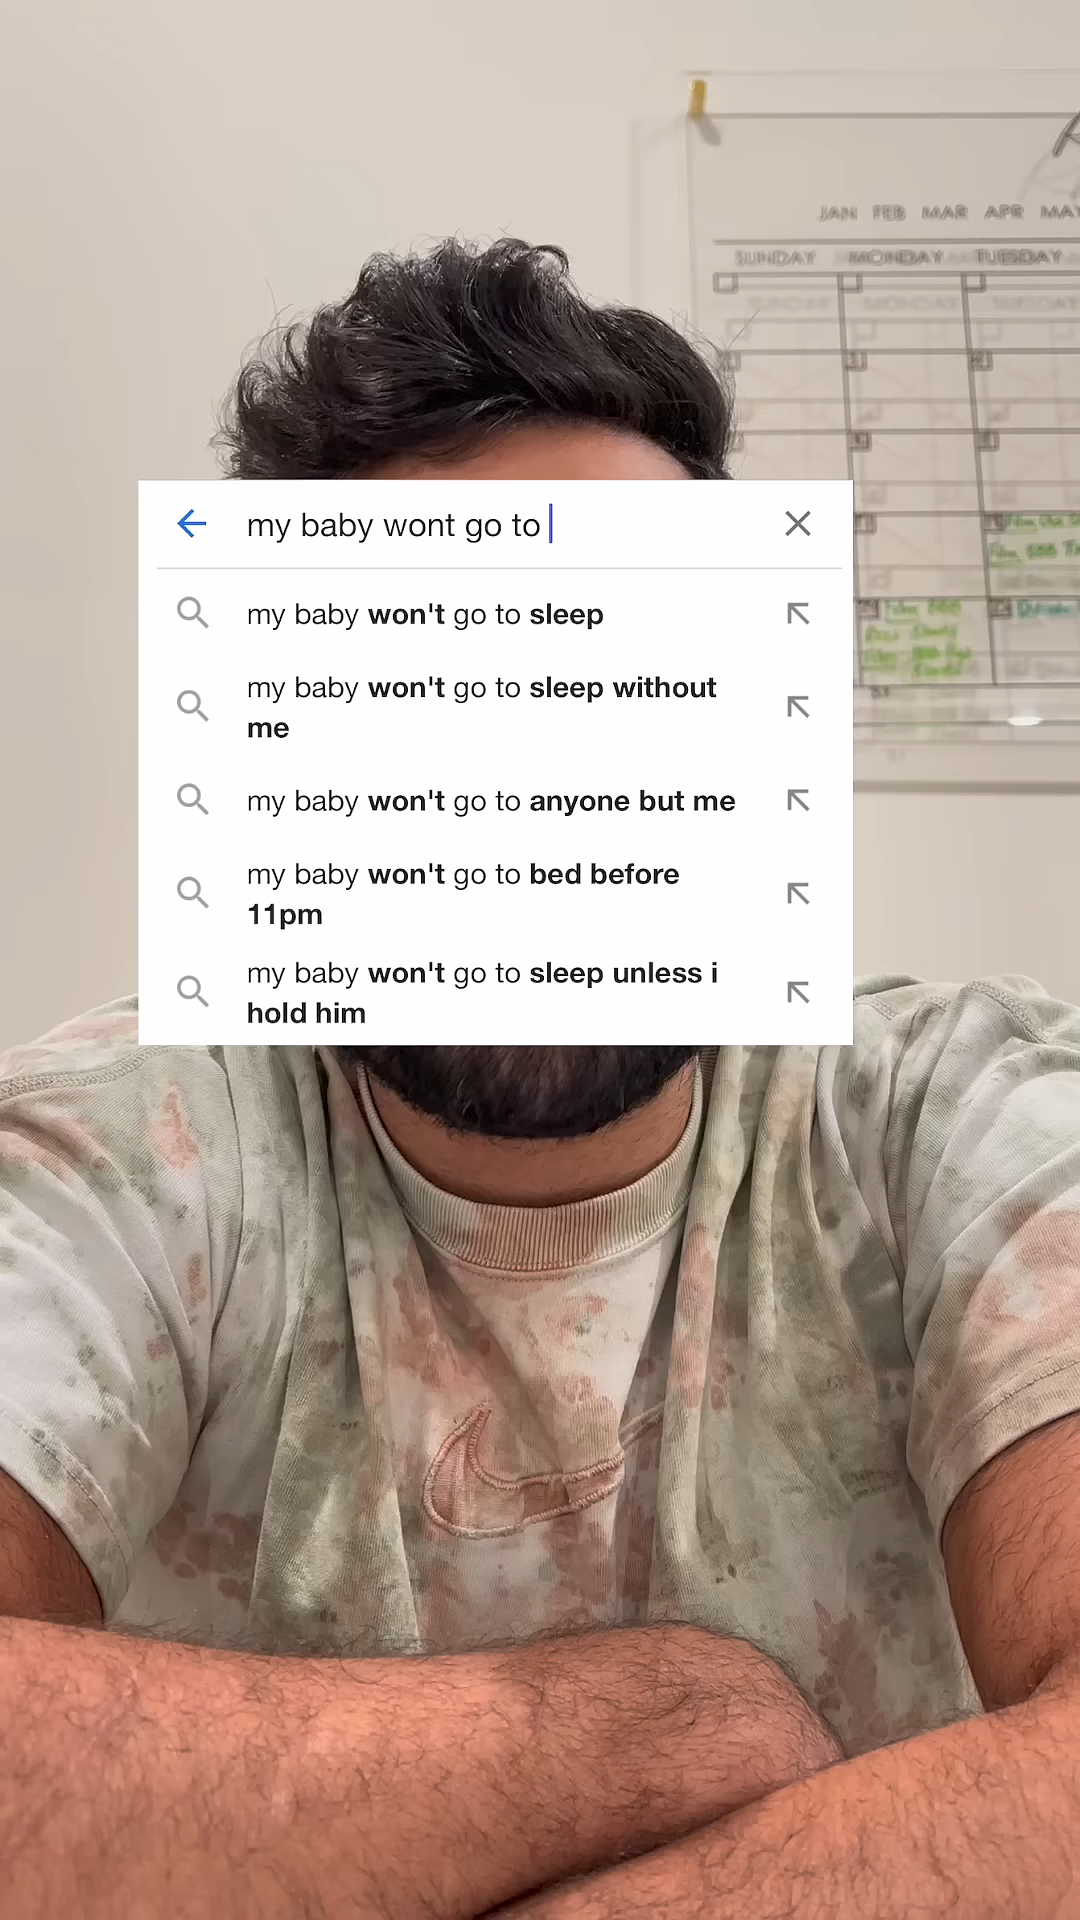 JAN FEB MAR APR MAY
SUNDAY MONDAY TUESDAY
my baby wont go to
my baby won't go to sleep
my baby won't go to sleep without
me
my baby won't go to anyone but me
my baby won't go to bed before
11pm
my baby won't go to sleep unless i
hold him